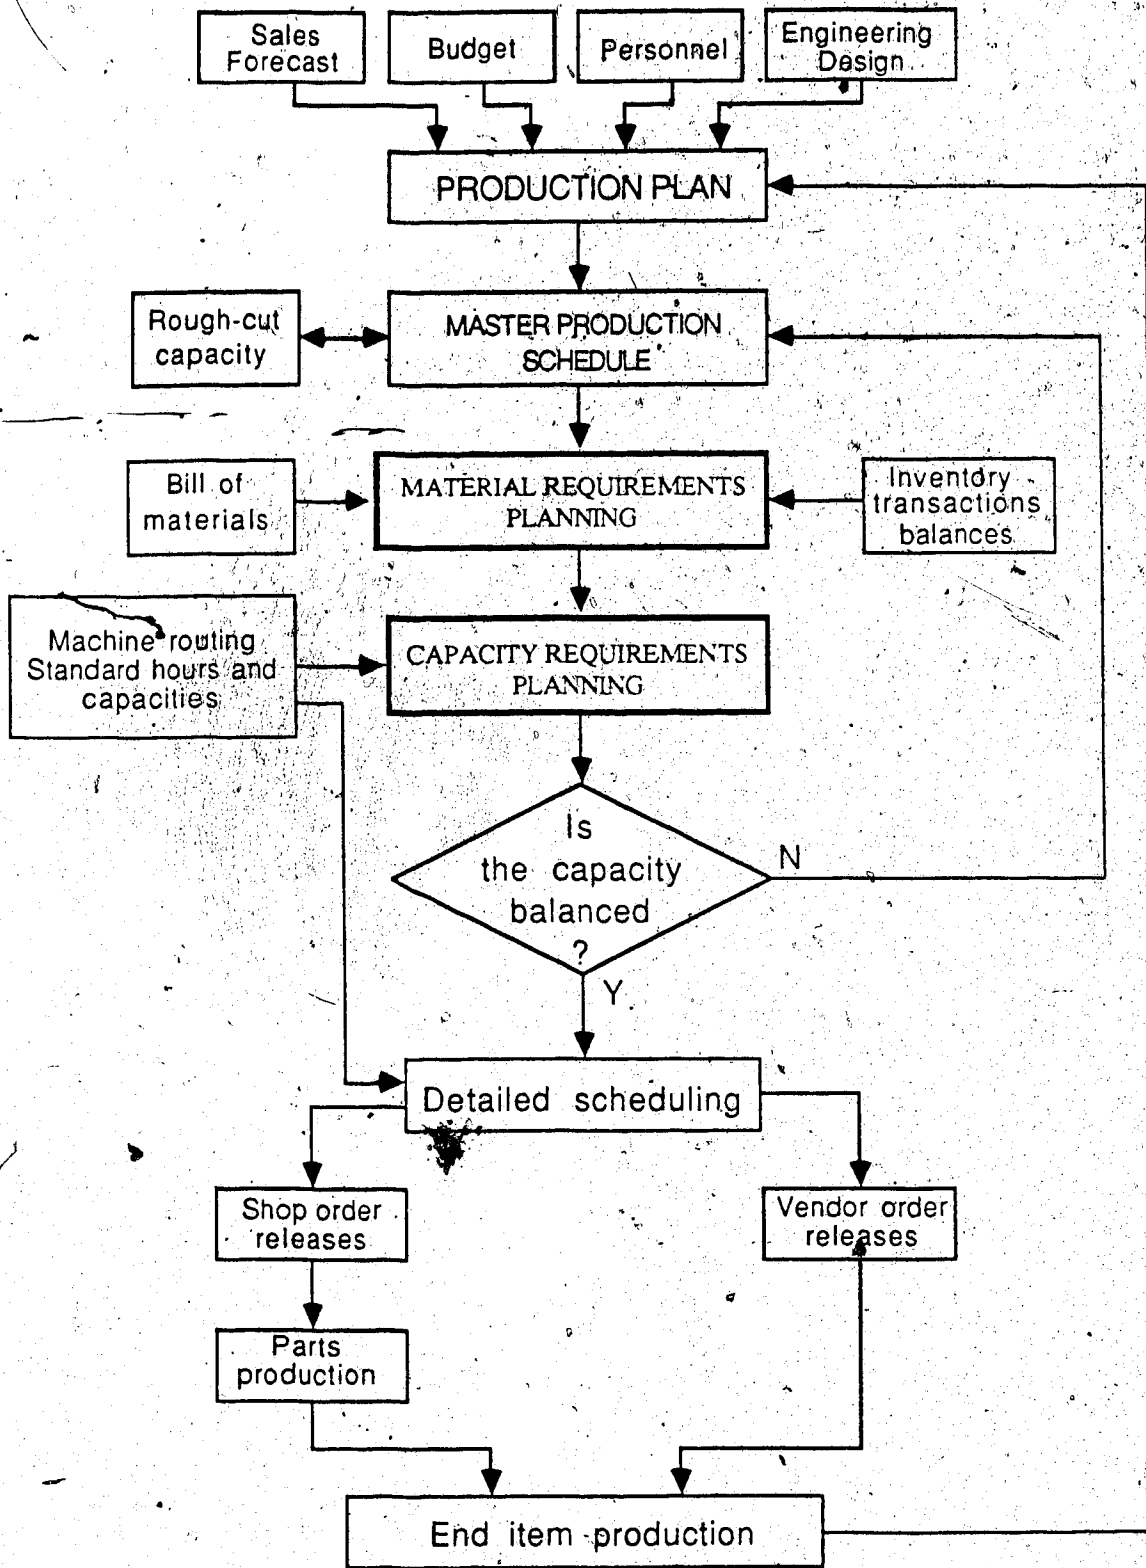 Sales
Forecast
Budget
Personnel
Engineering
Design
PRODUCTION PLAN
Rough-cut
capacity
MASTER PRODUCTION
SCHEDULE
Bill of
materials
MATERIAL REQUIREMENTS
PLANNING
Inventory
transactions
balances
Machine routing
Standard hours and
capacities
CAPACITY REQUIREMENTS
PLANNING
Is
the capacity
balanced
?
N
Y
Detailed scheduling
Shop order
releases
Vendor order
releases
Parts
production
End item production